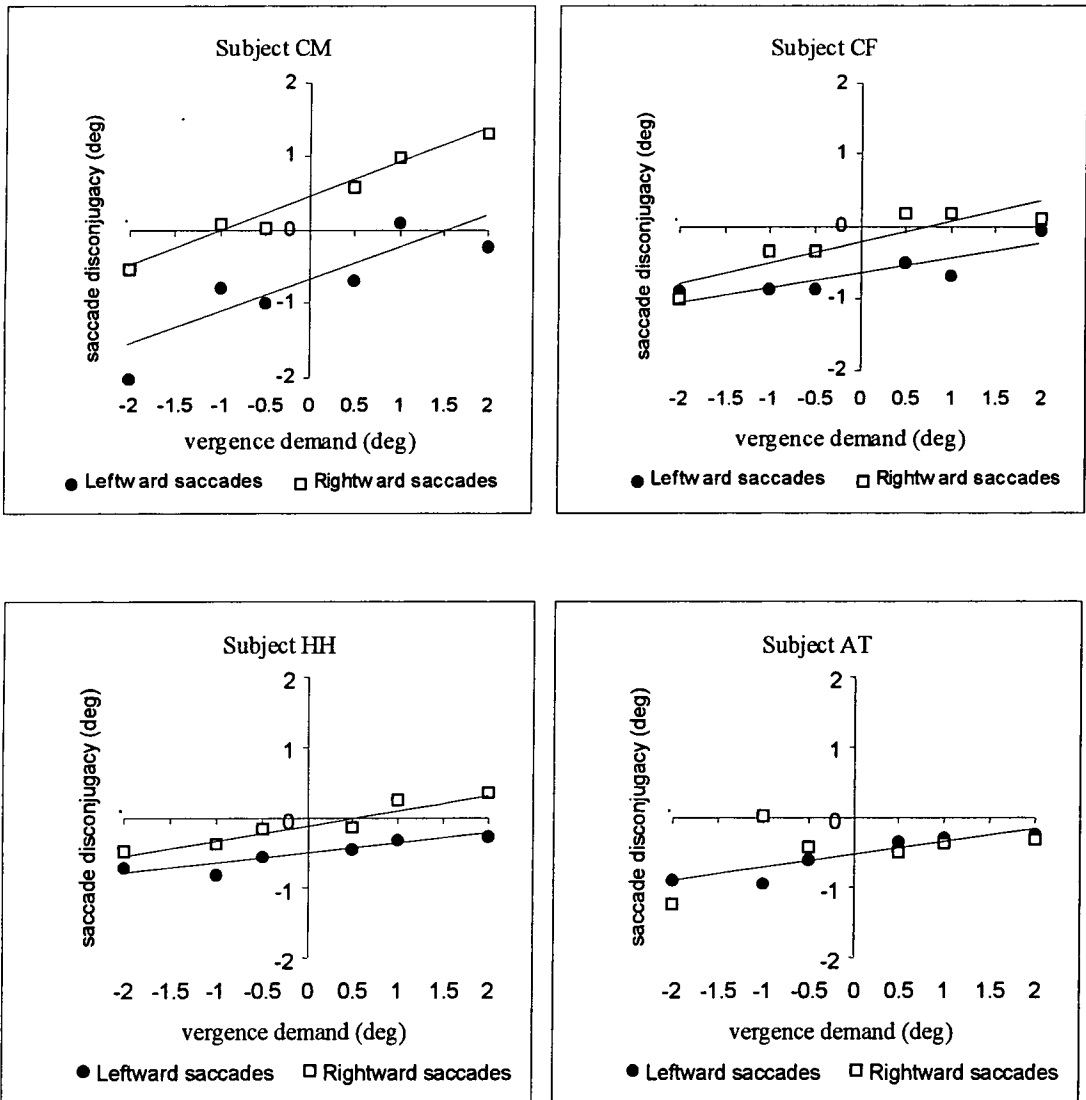 Subject CM
saccade disconjugacy (deg)
2
1
0
-1
-2
-2 -1.5 -1 -0.5 0 0.5 1 1.5 2
vergence demand (deg)
● Leftward saccades □ Rightward saccades
Subject CF
saccade disconjugacy (deg)
2
1
0
-1
-2
-2 -1.5 -1 -0.5 0 0.5 1 1.5 2
vergence demand (deg)
● Leftward saccades □ Rightward saccades
Subject HH
saccade disconjugacy (deg)
2
1
0
-1
-2
-2 -1.5 -1 -0.5 0 0.5 1 1.5 2
vergence demand (deg)
● Leftward saccades □ Rightward saccades
Subject AT
saccade disconjugacy (deg)
2
1
0
-1
-2
-2 -1.5 -1 -0.5 0 0.5 1 1.5 2
vergence demand (deg)
● Leftward saccades □ Rightward saccades